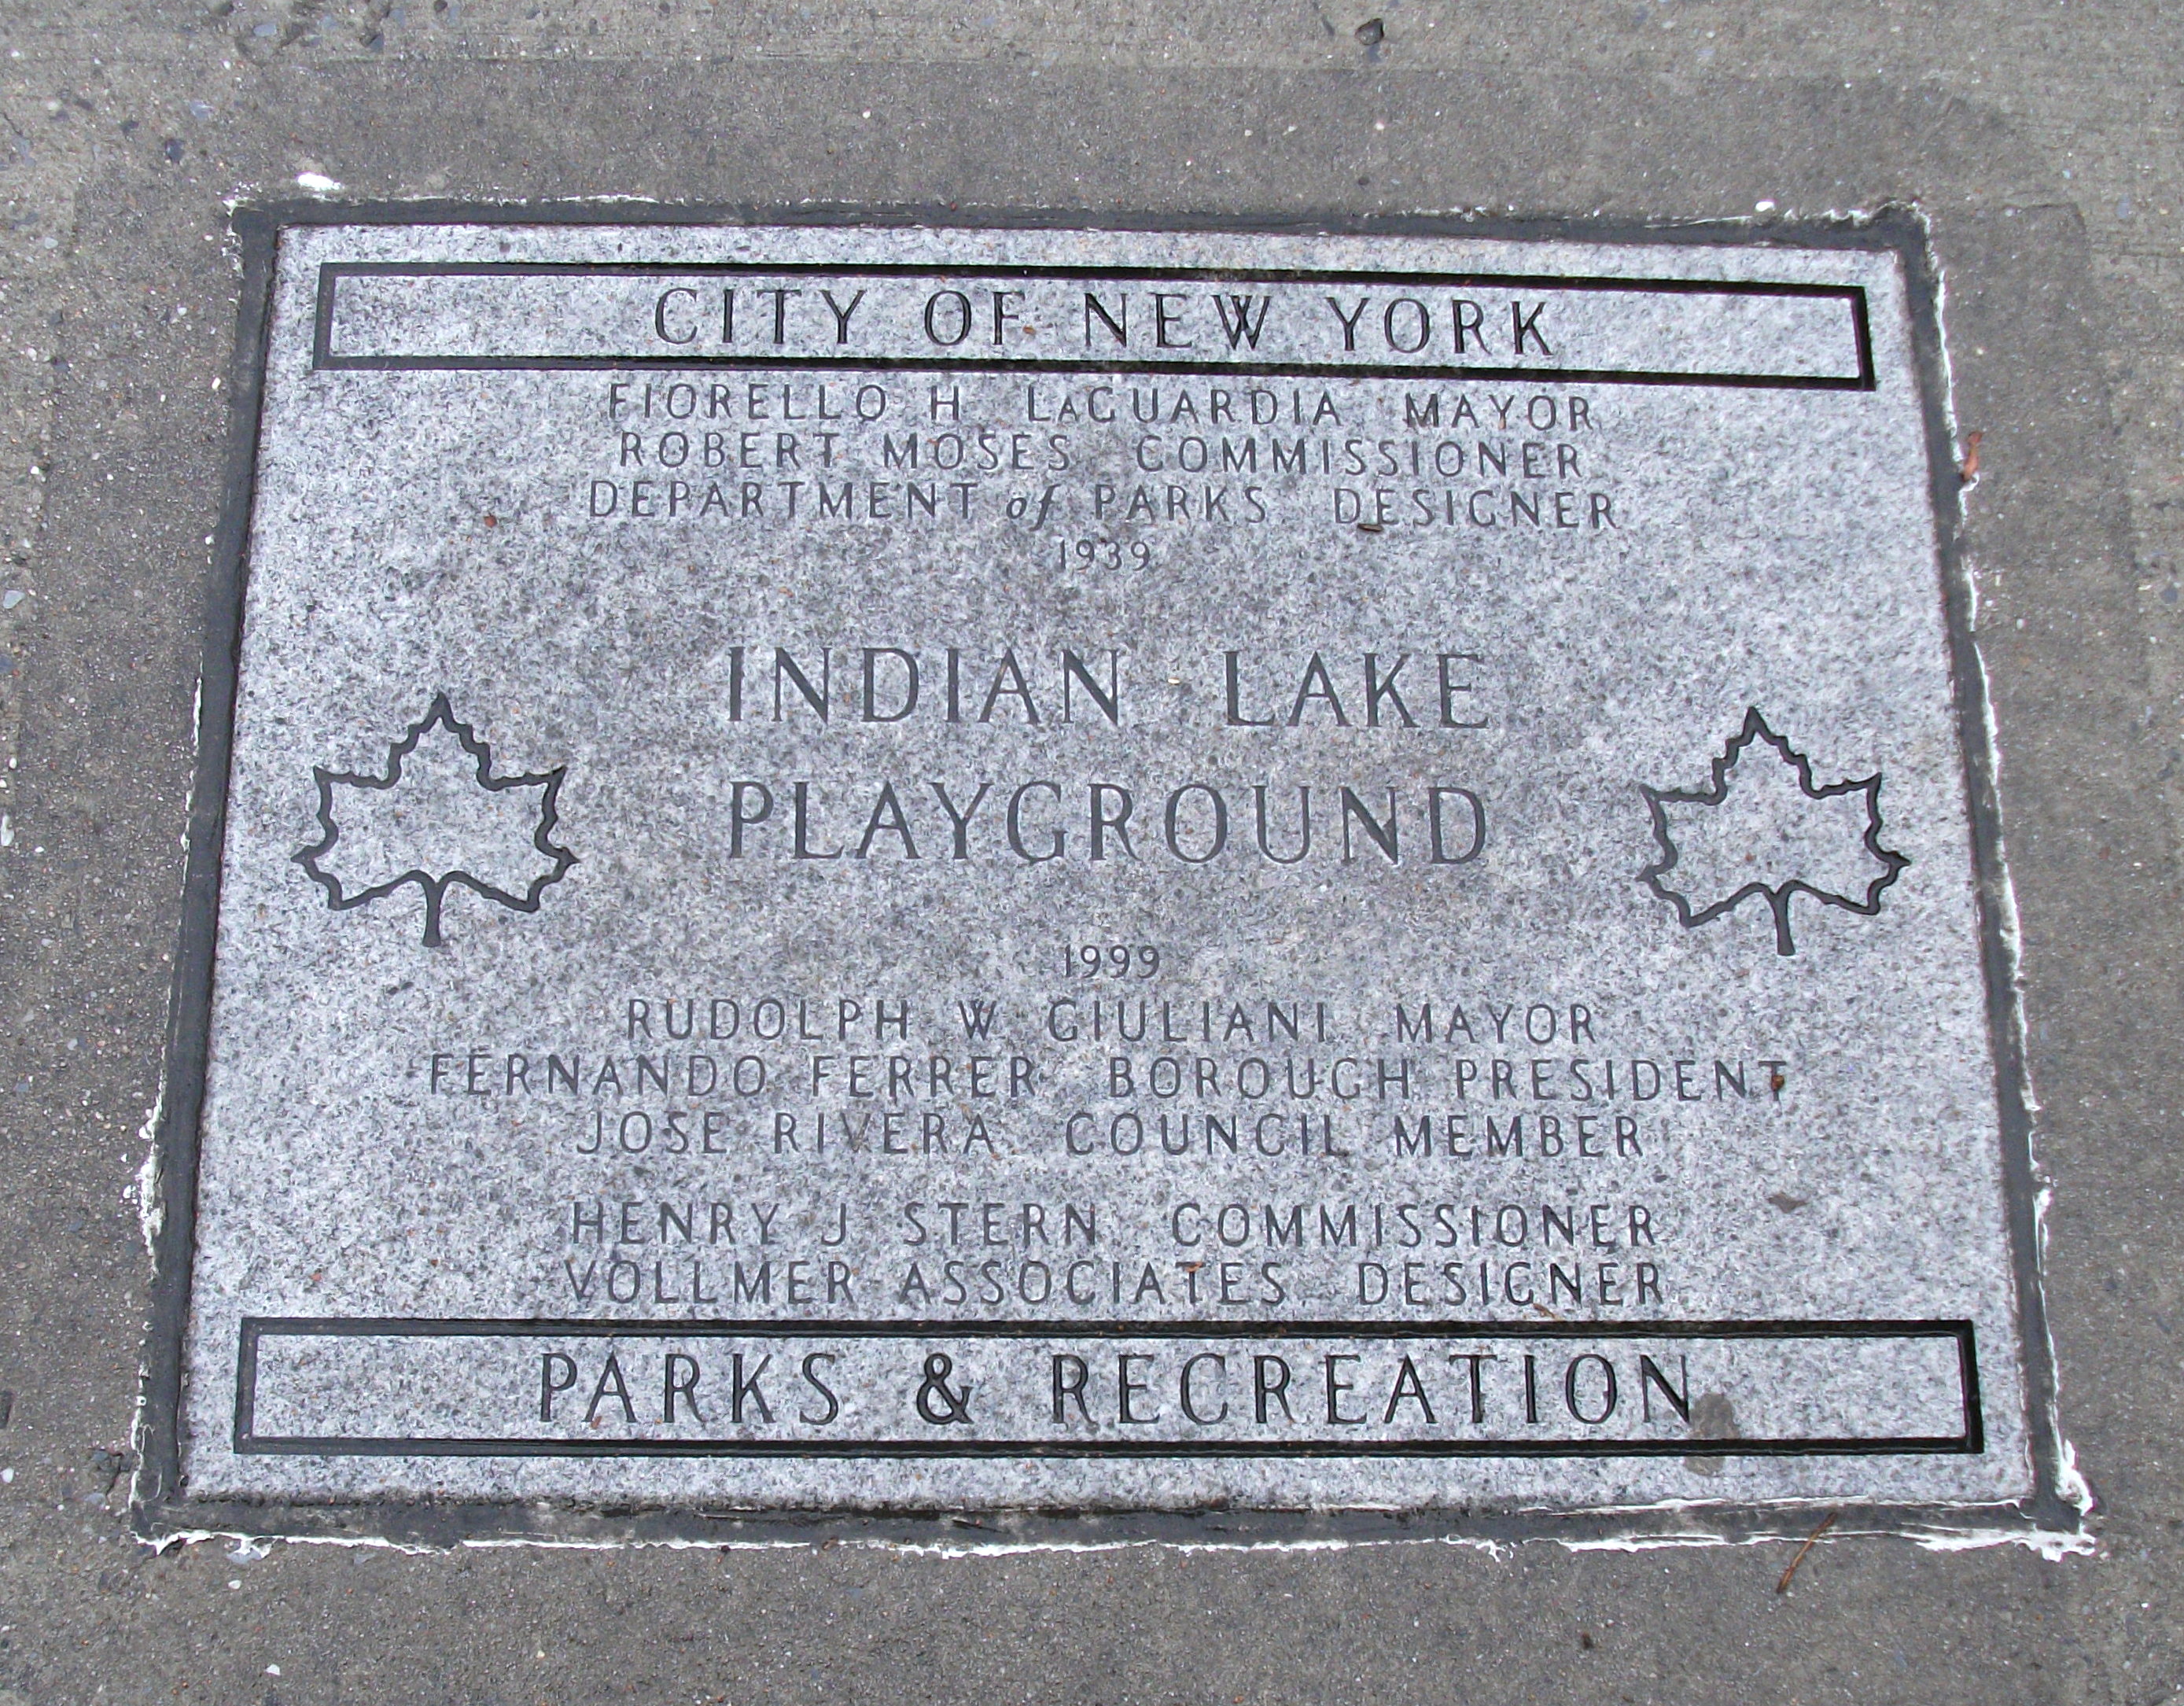 CITY OF NEW YORK
FIORELLO H LAGUARDIA MAYOR
ROBERT MOSES COMMISSIONER
DEPARTMENT of PARKS DESIGNER
1939
INDIAN LAKE
PLAYGROUND
1999
RUDOLPH W GIULIANI MAYOR
FERNANDO FERRER BOROUGH PRESIDENT
JOSE RIVERA COUNCIL MEMBER
HENRY J STERN COMMISSIONER
VOLLMER ASSOCIATES DESIGNER
PARKS & RECREATION